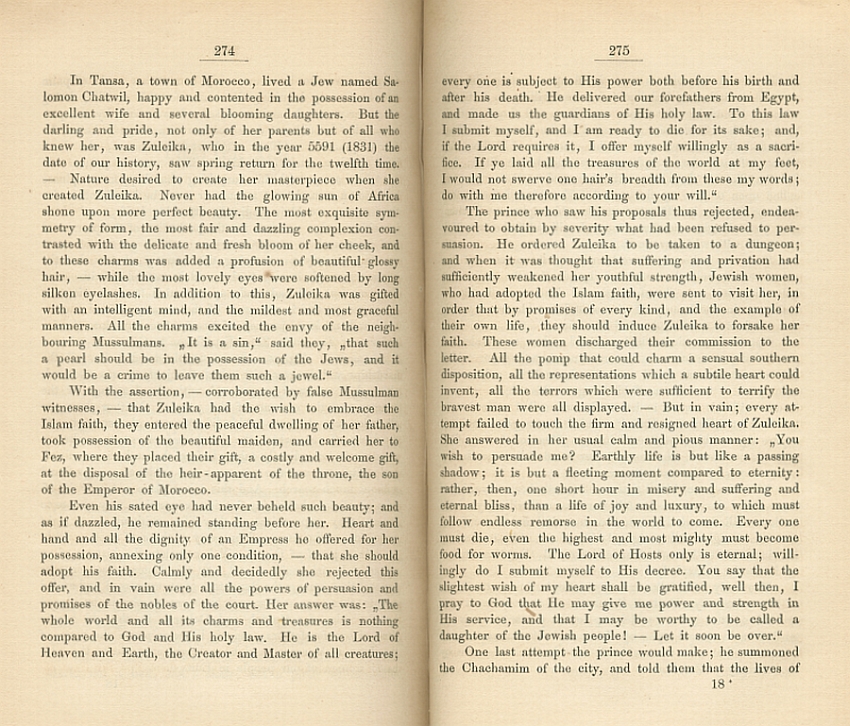 274
In Tansa, a town of Morocco, lived a Jew named Sa-
lomon Chatwil, happy and contented in the possession of an
excellent wife and several blooming daughters. But the
darling and pride, not only of her parents but of all who
knew her, was Zuleika, who in the year 5591 (1831) the
date of our history, saw spring return for the twelfth time.
— Nature desired to create her masterpiece when she
created Zuleika. Never had the glowing sun of Africa
shone upon more perfect beauty. The most exquisite sym-
metry of form, the most fair and dazzling complexion con-
trasted with the delicate and fresh bloom of her cheek, and
to these charms was added a profusion of beautiful glossy
hair, — while the most lovely eyes were softened by long
silken eyelashes. In addition to this, Zuleika was gifted
with an intelligent mind, and the mildest and most graceful
manners. All the charms excited the envy of the neigh-
bouring Mussulmans. „It is a sin,“ said they, „that such
a pearl should be in the possession of the Jews, and it
would be a crime to leave them such a jewel.“
With the assertion, — corroborated by false Mussulman
witnesses, — that Zuleika had the wish to embrace the
Islam faith, they entered the peaceful dwelling of her father,
took possession of the beautiful maiden, and carried her to
Fez, where they placed their gift, a costly and welcome gift,
at the disposal of the heir-apparent of the throne, the son
of the Emperor of Morocco.
Even his sated eye had never beheld such beauty; and
as if dazzled, he remained standing before her. Heart and
hand and all the dignity of an Empress he offered for her
possession, annexing only one condition, — that she should
adopt his faith. Calmly and decidedly she rejected this
offer, and in vain were all the powers of persuasion and
promises of the nobles of the court. Her answer was: „The
whole world and all its charms and treasures is nothing
compared to God and His holy law. He is the Lord of
Heaven and Earth, the Creator and Master of all creatures;
275
every one is subject to His power both before his birth and
after his death. He delivered our forefathers from Egypt,
and made us the guardians of His holy law. To this law
I submit myself, and I am ready to die for its sake; and,
if the Lord requires it, I offer myself willingly as a sacri-
fice. If ye laid all the treasures of the world at my feet,
I would not swerve one hair's breadth from these my words;
do with me therefore according to your will.“
The prince who saw his proposals thus rejected, endea-
voured to obtain by severity what had been refused to per-
suasion. He ordered Zuleika to be taken to a dungeon;
and when it was thought that suffering and privation had
sufficiently weakened her youthful strength, Jewish women,
who had adopted the Islam faith, were sent to visit her, in
order that by promises of every kind, and the example of
their own life, they should induce Zuleika to forsake her
faith. These women discharged their commission to the
letter. All the pomp that could charm a sensual southern
disposition, all the representations which a subtile heart could
invent, all the terrors which were sufficient to terrify the
bravest man were all displayed. — But in vain; every at-
tempt failed to touch the firm and resigned heart of Zuleika.
She answered in her usual calm and pious manner: „You
wish to persuade me? Earthly life is but like a passing
shadow; it is but a fleeting moment compared to eternity:
rather, then, one short hour in misery and suffering and
eternal bliss, than a life of joy and luxury, to which must
follow endless remorse in the world to come. Every one
must die, even the highest and most mighty must become
food for worms. The Lord of Hosts only is eternal; will-
ingly do I submit myself to His decree. You say that the
slightest wish of my heart shall be gratified, well then, I
pray to God that He may give me power and strength in
His service, and that I may be worthy to be called a
daughter of the Jewish people! — Let it soon be over.“
One last attempt the prince would make; he summoned
the Chachamim of the city, and told them that the lives of
18 *